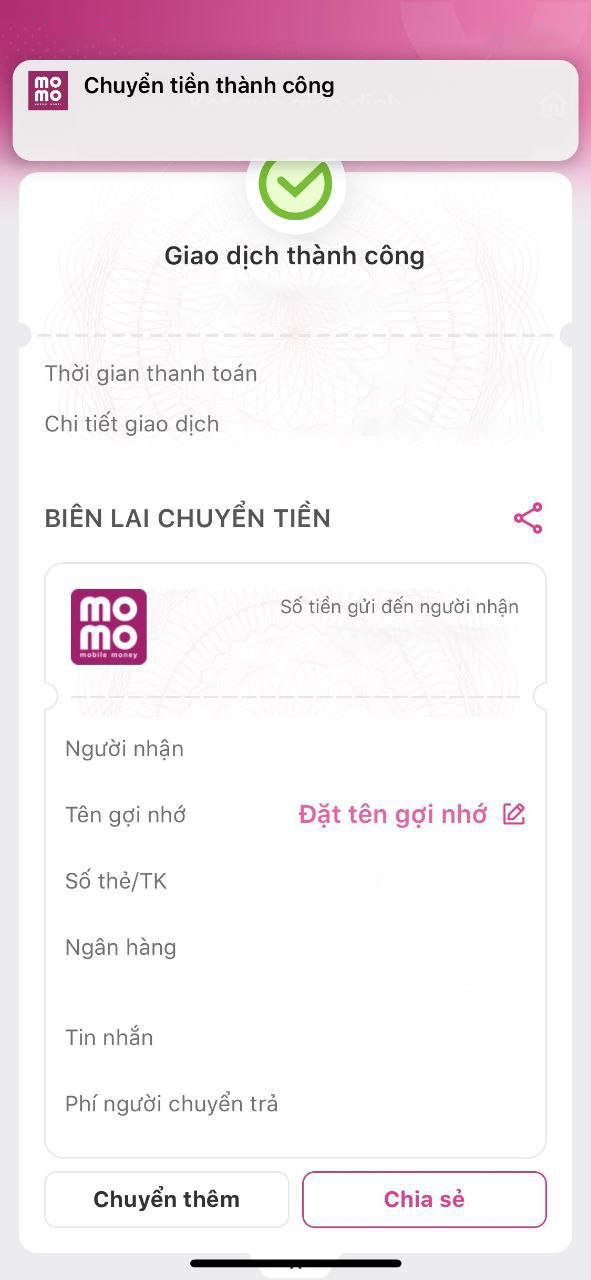 mo
mo
Chuyển tiền thành công
Giao dịch thành công
Thời gian thanh toán
Chi tiết giao dịch
BIÊN LAI CHUYỂN TIỀN
mo
mo
mobile money
Số tiền gửi đến người nhận
Người nhận
Tên gợi nhớ Đặt tên gợi nhớ
Số thẻ/TK
Ngân hàng
Tin nhắn
Phí người chuyển trả
Chuyển thêm Chia sẻ